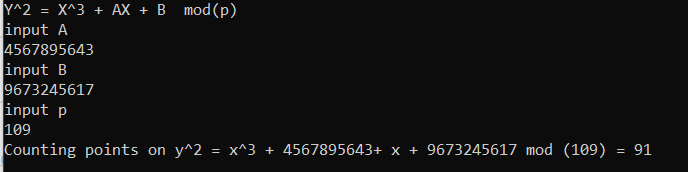 Y^2 = X^3 + AX + B  mod(p)
input A
4567895643
input B
9673245617
input p
109
Counting points on y^2 = x^3 + 4567895643+ x + 9673245617 mod (109) = 91